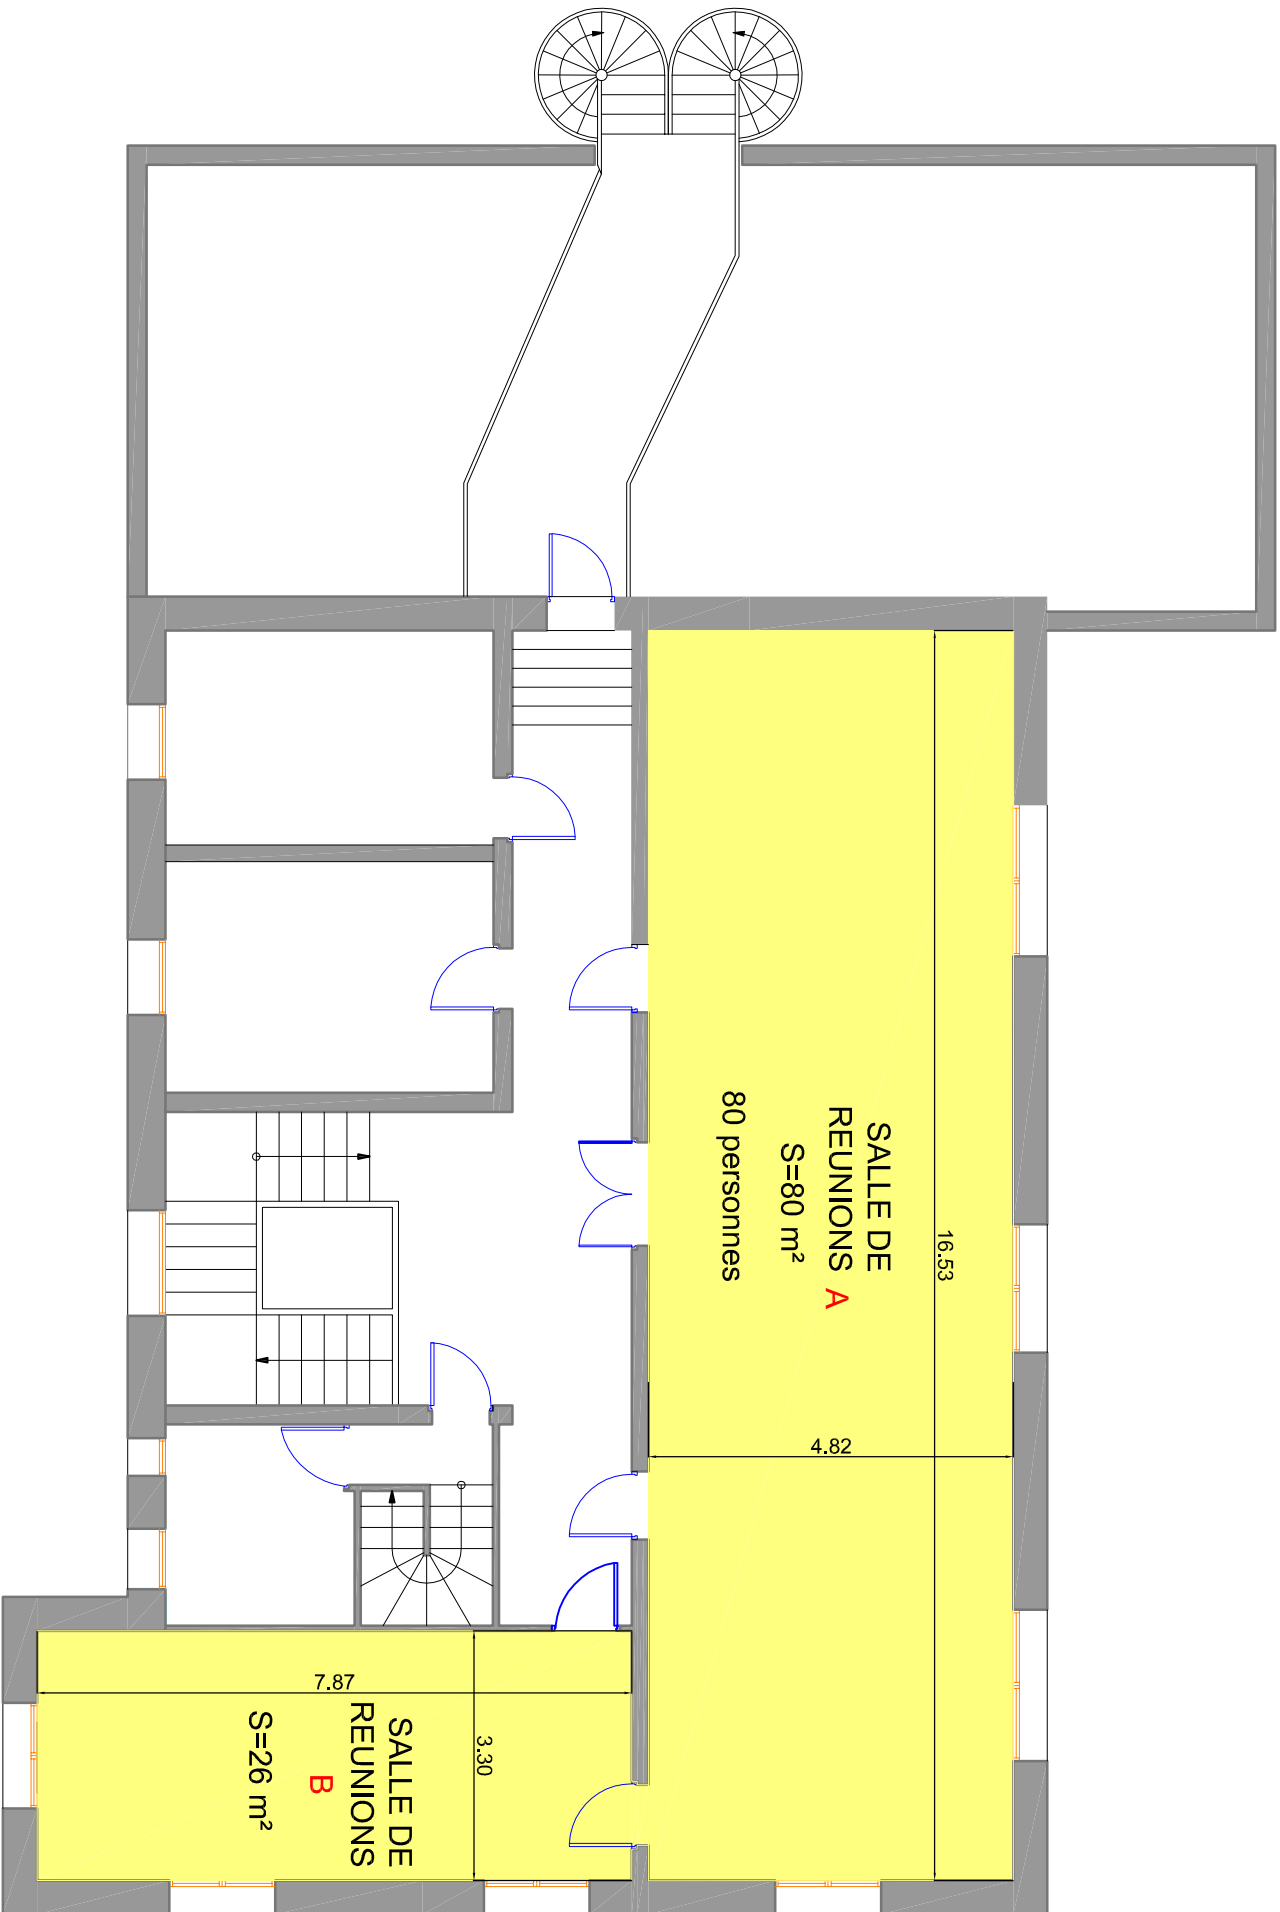 SALLE DE
REUNIONS A
S=80 m²
80 personnes
16.53
4.82
7.87
3.30
SALLE DE
REUNIONS
B
S=26 m²